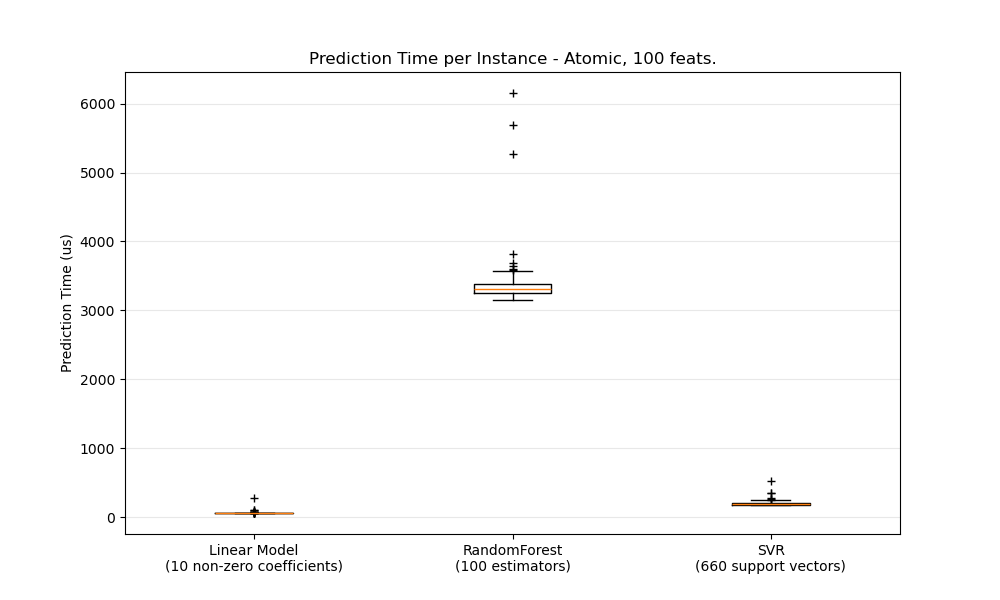 Prediction Time per Instance - Atomic, 100 feats.
Prediction Time (us)
6000
5000
4000
3000
2000
1000
0
Linear Model
(10 non-zero coefficients)
RandomForest
(100 estimators)
SVR
(660 support vectors)